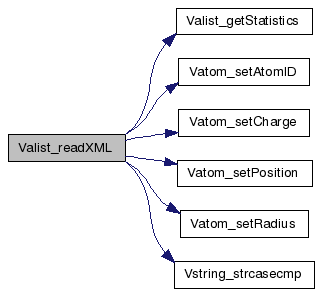 Valist_readXML
Valist_getStatistics
Vatom_setAtomID
Vatom_setCharge
Vatom_setPosition
Vatom_setRadius
Vstring_strcasecmp